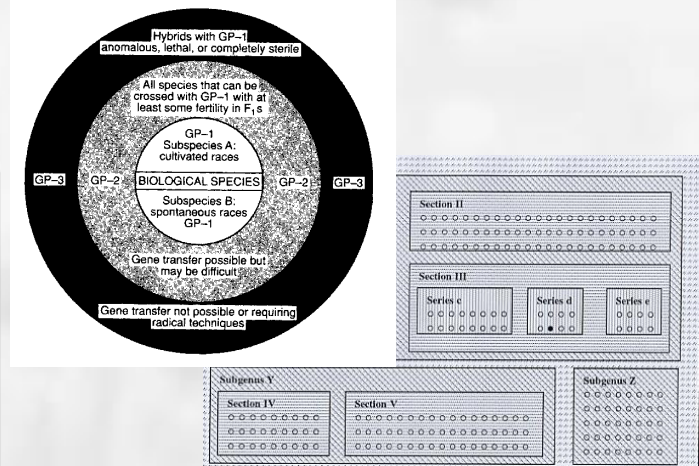 Hybrids with GP-1
anomalous, lethal, or completely sterile
All species that can be
crossed with GP-1 with at
least some fertility in F₁s
GP-1
Subspecies A:
cultivated races
GP-3
GP-2
BIOLOGICAL SPECIES
GP-2
GP-3
Subspecies B:
spontaneous races
GP-1
Gene transfer possible but
may be difficult
Gene transfer not possible or requiring
radical techniques
Section II
Section III
Series c
Series d
Series e
Subgenus Y
Section IV
Section V
Subgenus Z